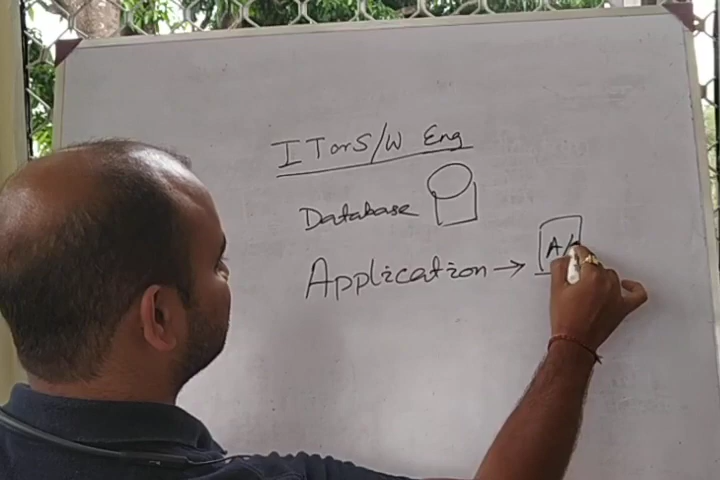 IT or S/W Eng
Database
Application →